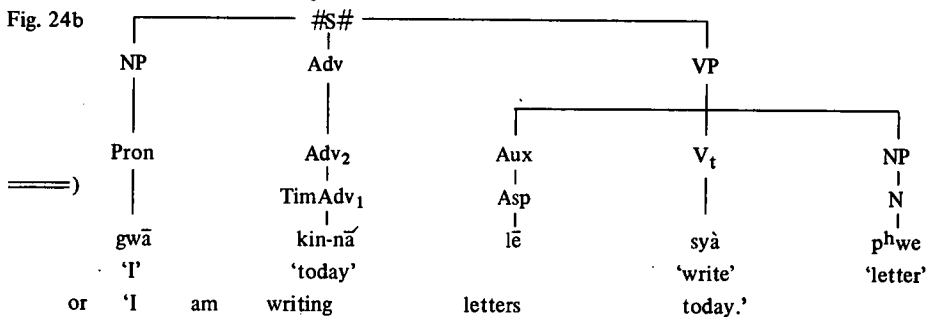 Fig. 24b #S#
NP Adv VP
Pron Adv₂ Aux Vₜ NP
⟹) TimAdv₁ Asp N
gwā kin-nā́ lē syà pʰwe
‘I’ ‘today’ ‘write’ ‘letter’
or ‘I am writing letters today.’